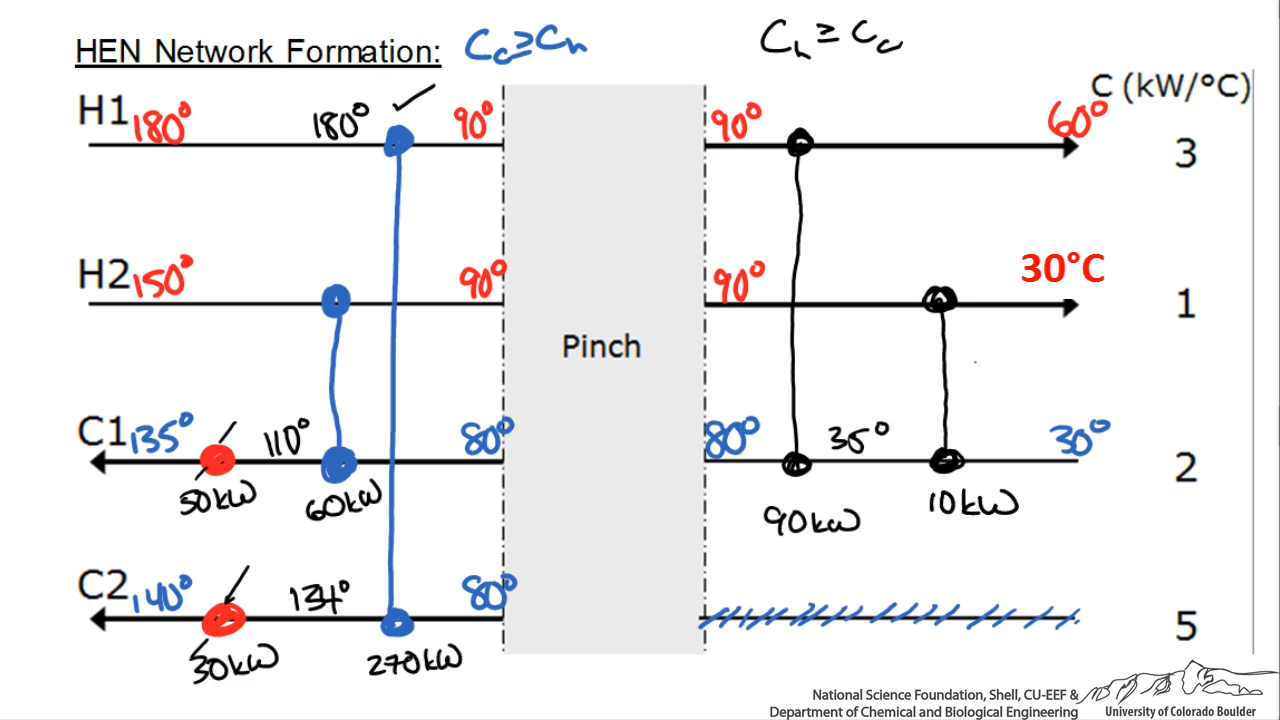 HEN Network Formation: Cc≥Ch Ch≥Cc
C (kW/°C)
H1 180° 180° ✓ 90° 90° 60° 3
H2 150° 90° 90° 30°C 1
Pinch
C1 135° 110° 80° 80° 35° 30° 2
50kW 60kW 90kW 10kW
C2 140° 134° 80° 5
30kW 270kW
National Science Foundation, Shell, CU-EEF &
Department of Chemical and Biological Engineering
University of Colorado Boulder